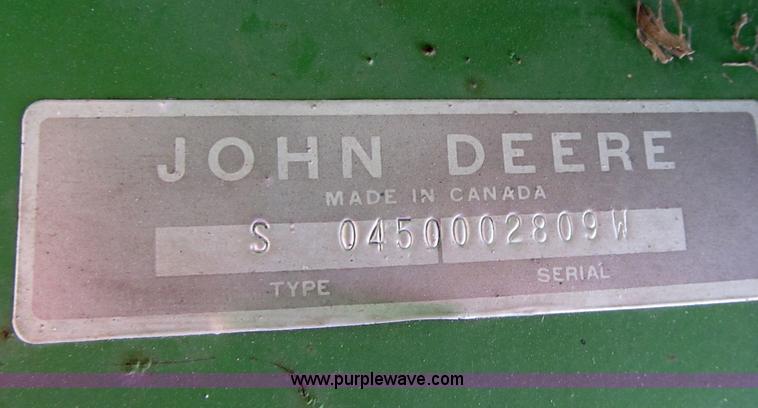 JOHN DEERE
MADE IN CANADA
S 0450002809W
TYPE SERIAL
www.purplewave.com